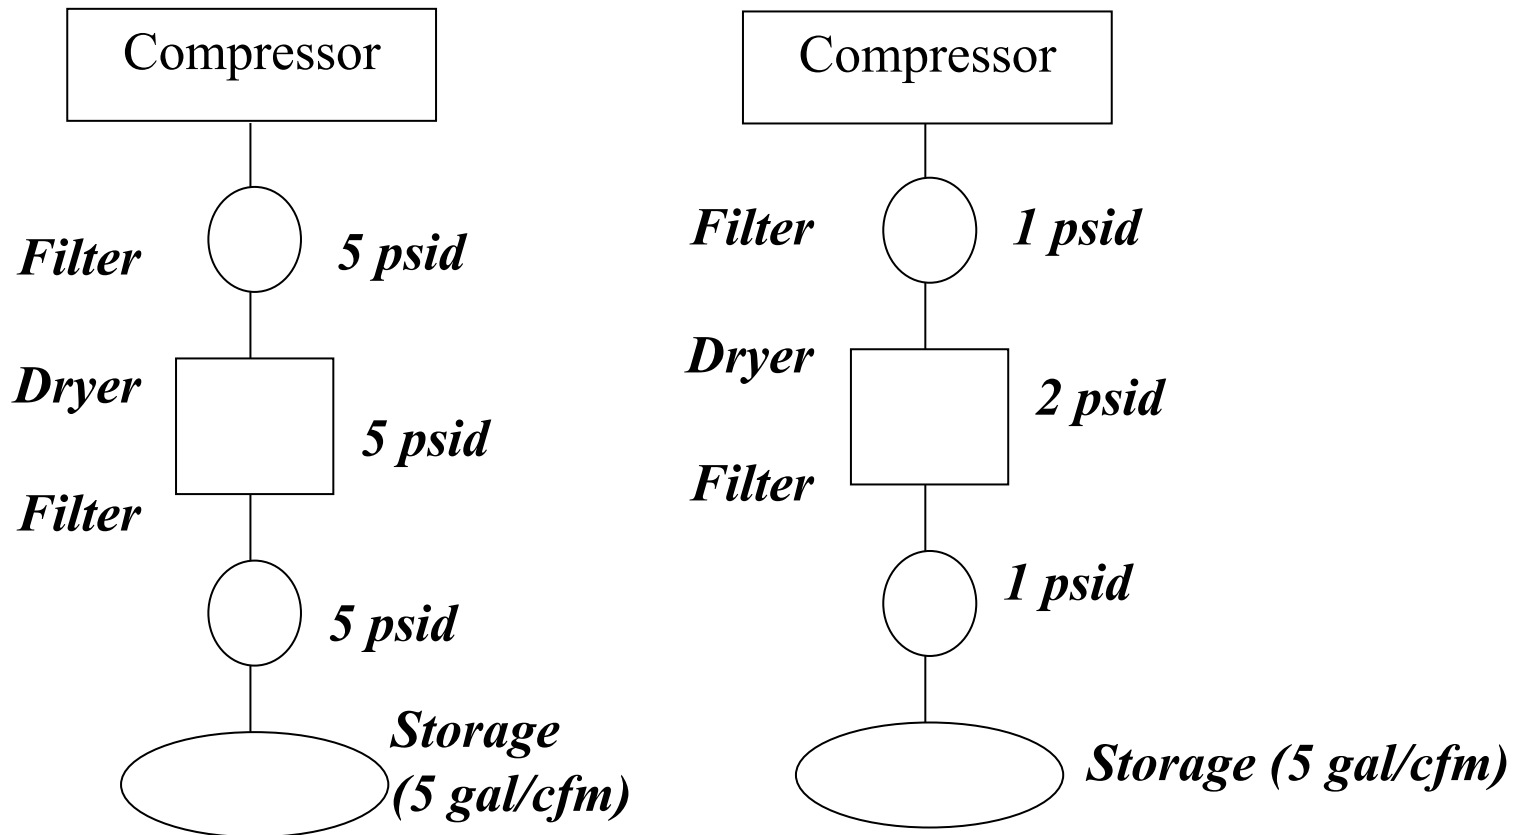 Compressor
Filter
5 psid
Dryer
5 psid
Filter
5 psid
Storage
(5 gal/cfm)
Compressor
Filter
1 psid
Dryer
2 psid
Filter
1 psid
Storage (5 gal/cfm)